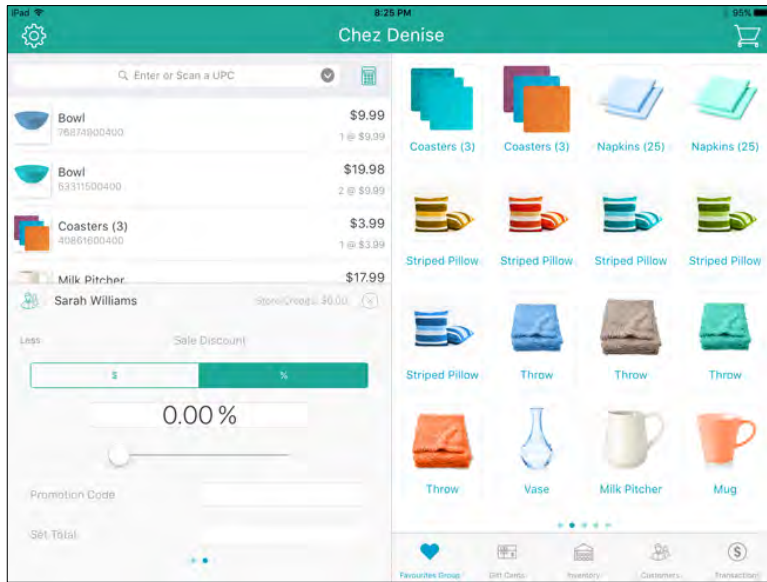 iPad
8:25 PM
95%
Chez Denise
Enter or Scan a UPC
Bowl
$9.99
76874900400
1 @ $9.99
Bowl
$19.98
63311500400
2 @ $9.99
Coasters (3)
$3.99
40861600400
1 @ $3.99
Milk Pitcher
$17.99
Sarah Williams
Store Credit: $0.00
Less
Sale Discount
$
%
0.00 %
Promotion Code
Set Total
Coasters (3)
Coasters (3)
Napkins (25)
Napkins (25)
Striped Pillow
Striped Pillow
Striped Pillow
Striped Pillow
Striped Pillow
Throw
Throw
Throw
Throw
Vase
Milk Pitcher
Mug
Favourites Group
Gift Cards
Inventory
Customers
Transaction